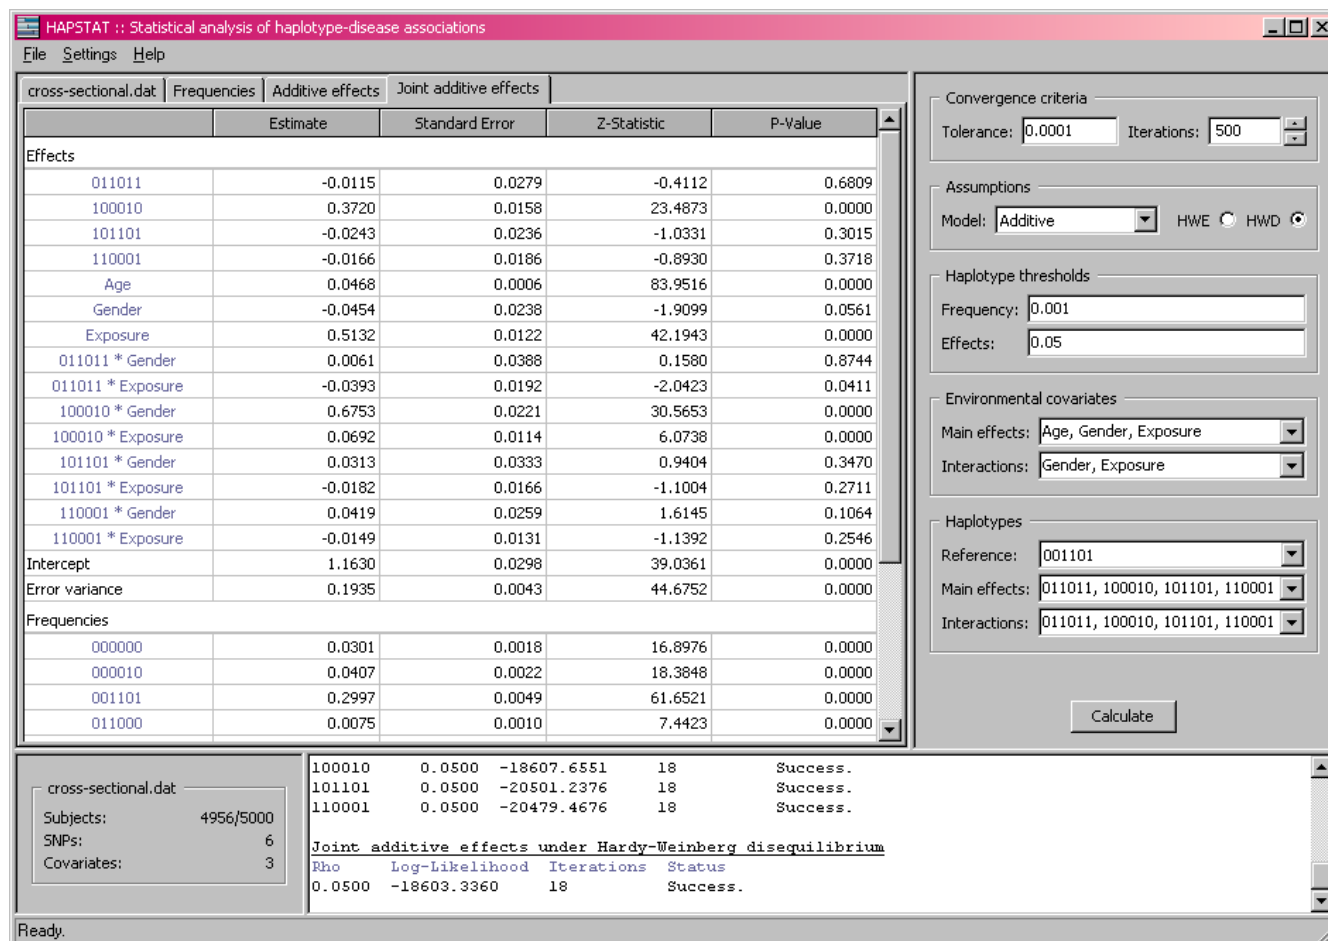 HAPSTAT :: Statistical analysis of haplotype-disease associations
File Settings Help
cross-sectional.dat Frequencies Additive effects Joint additive effects
Estimate Standard Error Z-Statistic P-Value
Effects
011011 -0.0115 0.0279 -0.4112 0.6809
100010 0.3720 0.0158 23.4873 0.0000
101101 -0.0243 0.0236 -1.0331 0.3015
110001 -0.0166 0.0186 -0.8930 0.3718
Age 0.0468 0.0006 83.9516 0.0000
Gender -0.0454 0.0238 -1.9099 0.0561
Exposure 0.5132 0.0122 42.1943 0.0000
011011 * Gender 0.0061 0.0388 0.1580 0.8744
011011 * Exposure -0.0393 0.0192 -2.0423 0.0411
100010 * Gender 0.6753 0.0221 30.5653 0.0000
100010 * Exposure 0.0692 0.0114 6.0738 0.0000
101101 * Gender 0.0313 0.0333 0.9404 0.3470
101101 * Exposure -0.0182 0.0166 -1.1004 0.2711
110001 * Gender 0.0419 0.0259 1.6145 0.1064
110001 * Exposure -0.0149 0.0131 -1.1392 0.2546
Intercept 1.1630 0.0298 39.0361 0.0000
Error variance 0.1935 0.0043 44.6752 0.0000
Frequencies
000000 0.0301 0.0018 16.8976 0.0000
000010 0.0407 0.0022 18.3848 0.0000
001101 0.2997 0.0049 61.6521 0.0000
011000 0.0075 0.0010 7.4423 0.0000
Convergence criteria
Tolerance: 0.0001 Iterations: 500
Assumptions
Model: Additive HWE HWD
Haplotype thresholds
Frequency: 0.001
Effects: 0.05
Environmental covariates
Main effects: Age, Gender, Exposure
Interactions: Gender, Exposure
Haplotypes
Reference: 001101
Main effects: 011011, 100010, 101101, 110001
Interactions: 011011, 100010, 101101, 110001
Calculate
cross-sectional.dat
Subjects: 4956/5000
SNPs: 6
Covariates: 3
100010 0.0500 -18607.6551 18 Success.
101101 0.0500 -20501.2376 18 Success.
110001 0.0500 -20479.4676 18 Success.
Joint additive effects under Hardy-Weinberg disequilibrium
Rho Log-Likelihood Iterations Status
0.0500 -18603.3360 18 Success.
Ready.